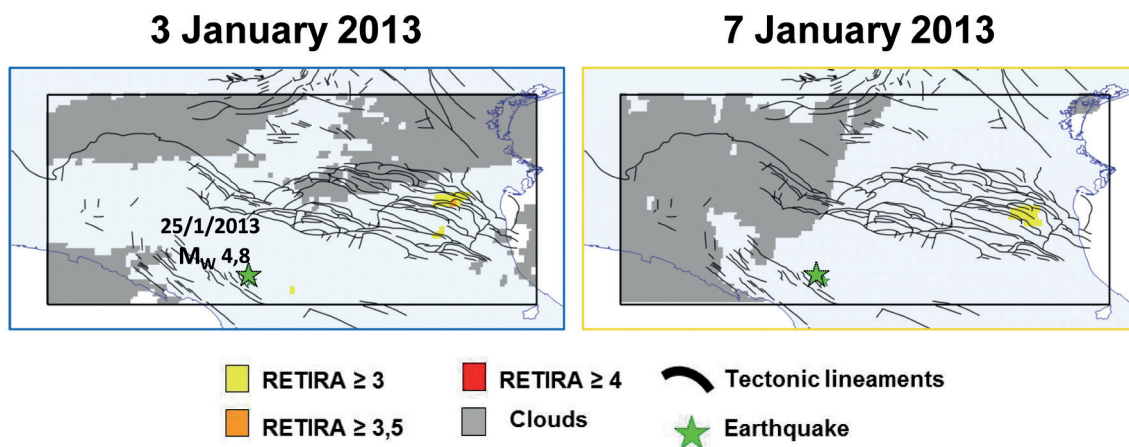 3 January 2013
7 January 2013
25/1/2013
Mw 4,8
RETIRA ≥ 3
RETIRA ≥ 4
Tectonic lineaments
RETIRA ≥ 3,5
Clouds
Earthquake